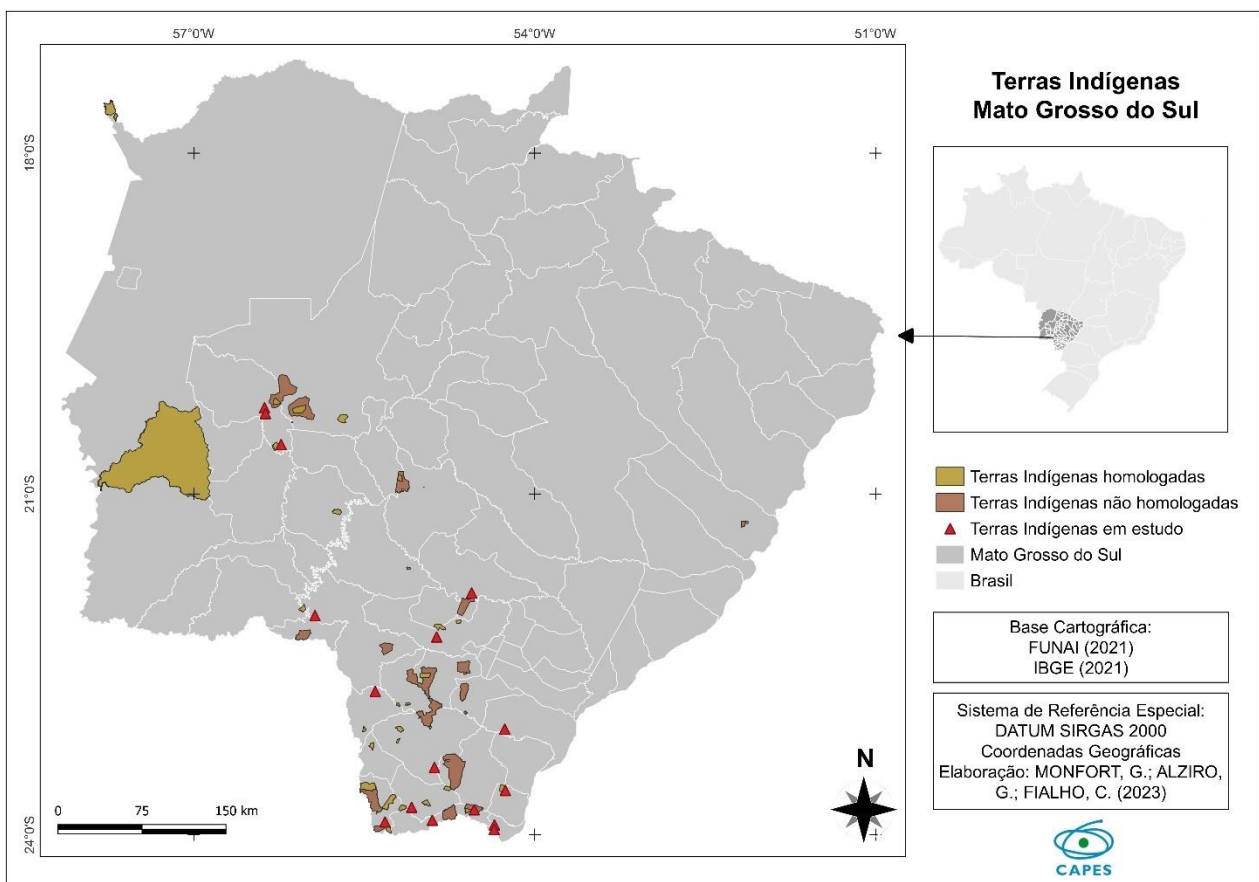 57°0'W
54°0'W
51°0'W
18°0'S
21°0'S
24°0'S
0 75 150 km
N
Terras Indígenas
Mato Grosso do Sul
Terras Indígenas homologadas
Terras Indígenas não homologadas
Terras Indígenas em estudo
Mato Grosso do Sul
Brasil
Base Cartográfica:
FUNAI (2021)
IBGE (2021)
Sistema de Referência Especial:
DATUM SIRGAS 2000
Coordenadas Geográficas
Elaboração: MONFORT, G.; ALZIRO,
G.; FIALHO, C. (2023)
CAPES